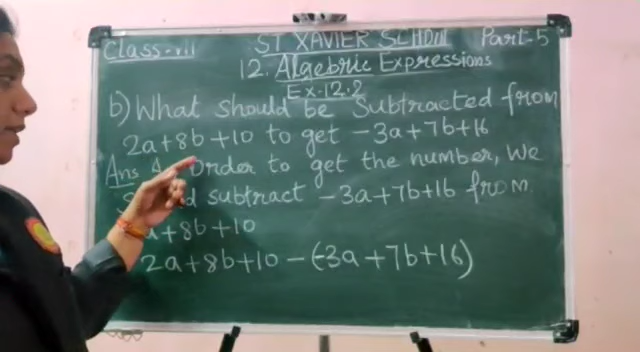 Class-VII ST XAVIER SCHOOL Part-5
12. Algebric Expressions
Ex.12.2
b) What should be Subtracted from
2a+8b+10 to get -3a+7b+16
Ans order to get the number, we
subtract -3a+7b+16 from
a+8b+10
2a+8b+10-(-3a+7b+16)